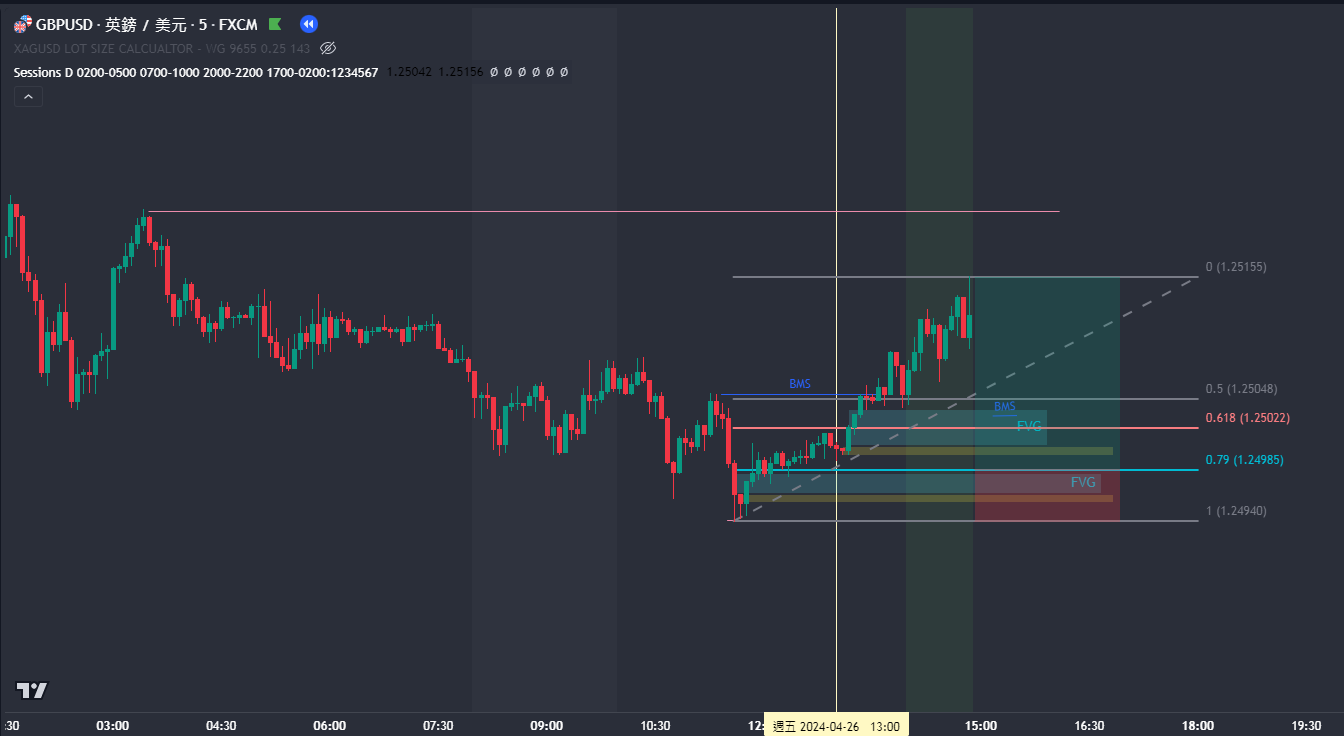 GBPUSD · 英鎊 / 美元 · 5 · FXCM
XAGUSD LOT SIZE CALCUALTOR - WG 9655 0.25 143
Sessions D 0200-0500 0700-1000 2000-2200 1700-0200:1234567 1.25042 1.25156 Ø Ø Ø Ø Ø Ø
0 (1.25155)
BMS
0.5 (1.25048)
BMS
0.618 (1.25022)
FVG
0.79 (1.24985)
FVG
1 (1.24940)
:30 03:00 04:30 06:00 07:30 09:00 10:30 12: 週五 2024-04-26 13:00 15:00 16:30 18:00 19:30